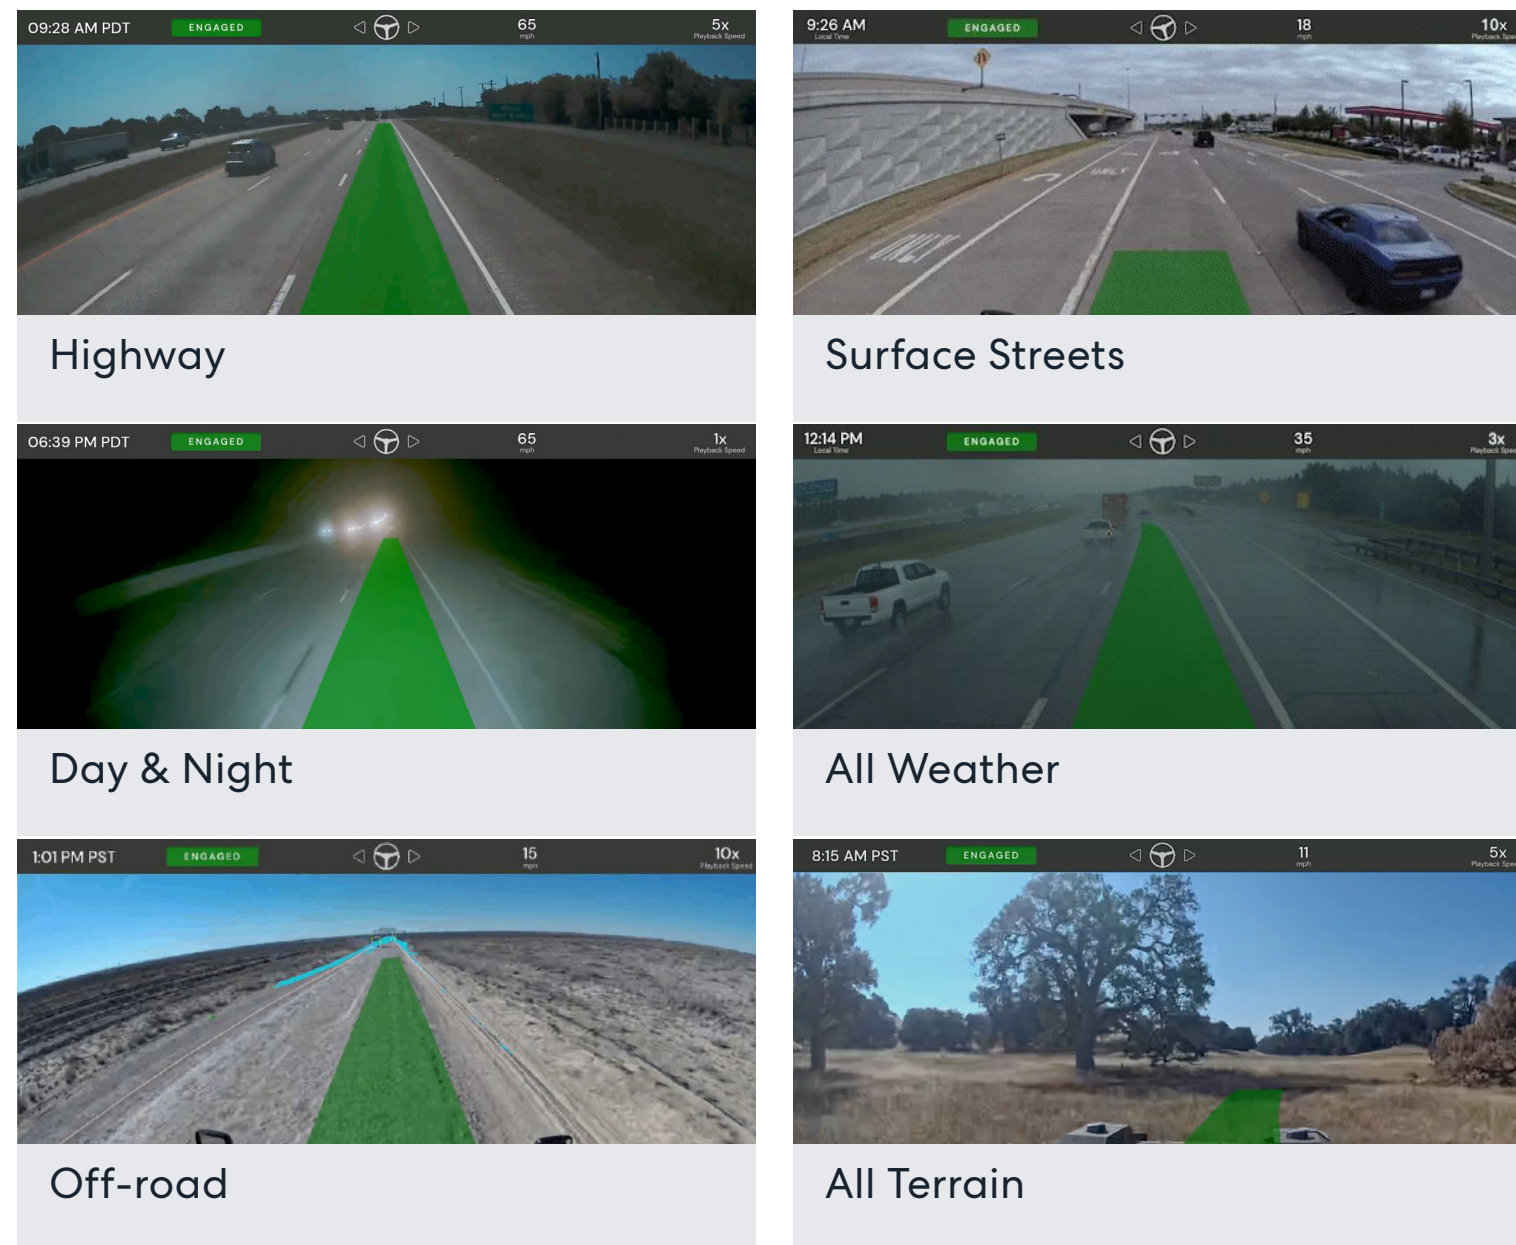 09:28 AM PDT ENGAGED 65 5x
mph Playback Speed
Highway
9:26 AM ENGAGED 18 10x
Local Time mph Playback
ONLY
ONLY
Surface Streets
06:39 PM PDT ENGAGED 65 1x
mph Playback Speed
Day & Night
12:14 PM ENGAGED 35 3x
Local Time mph Playback
All Weather
1:01 PM PST ENGAGED 15 10x
mph Playback Speed
Off-road
8:15 AM PST ENGAGED 11 5x
mph Playback
All Terrain